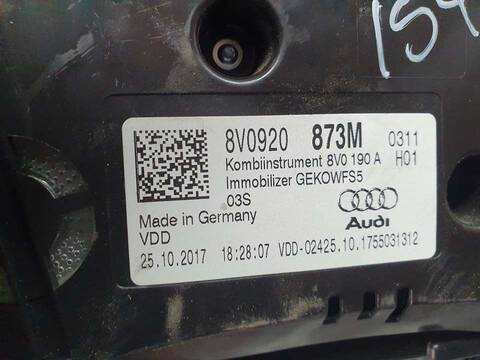 154
8V0920 873M 0311
Kombiinstrument 8V0 190 A H01
Immobilizer GEKOWFS5
03S
Made in Germany
VDD
Audi
25.10.2017 18:28:07 VDD-02425.10.1755031312